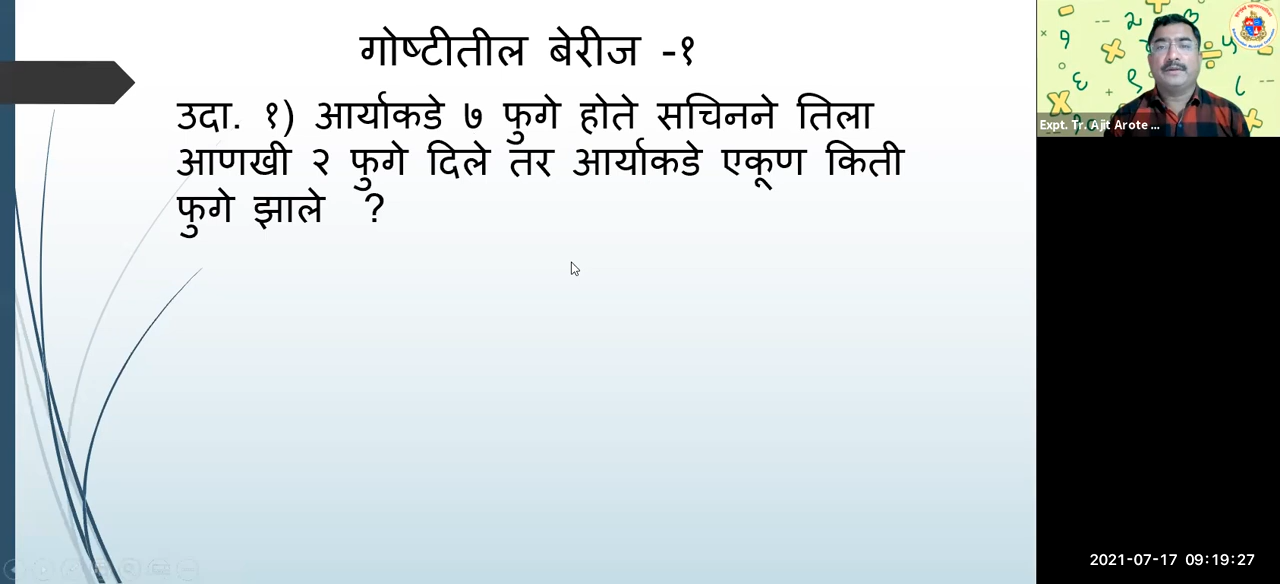 गोष्टीतील बेरीज -१
उदा. १) आर्याकडे ७ फुगे होते सचिनने तिला
आणखी २ फुगे दिले तर आर्याकडे एकूण किती
फुगे झाले ?
Expt. Tr. Ajit Arote ...
2021-07-17 09:19:27